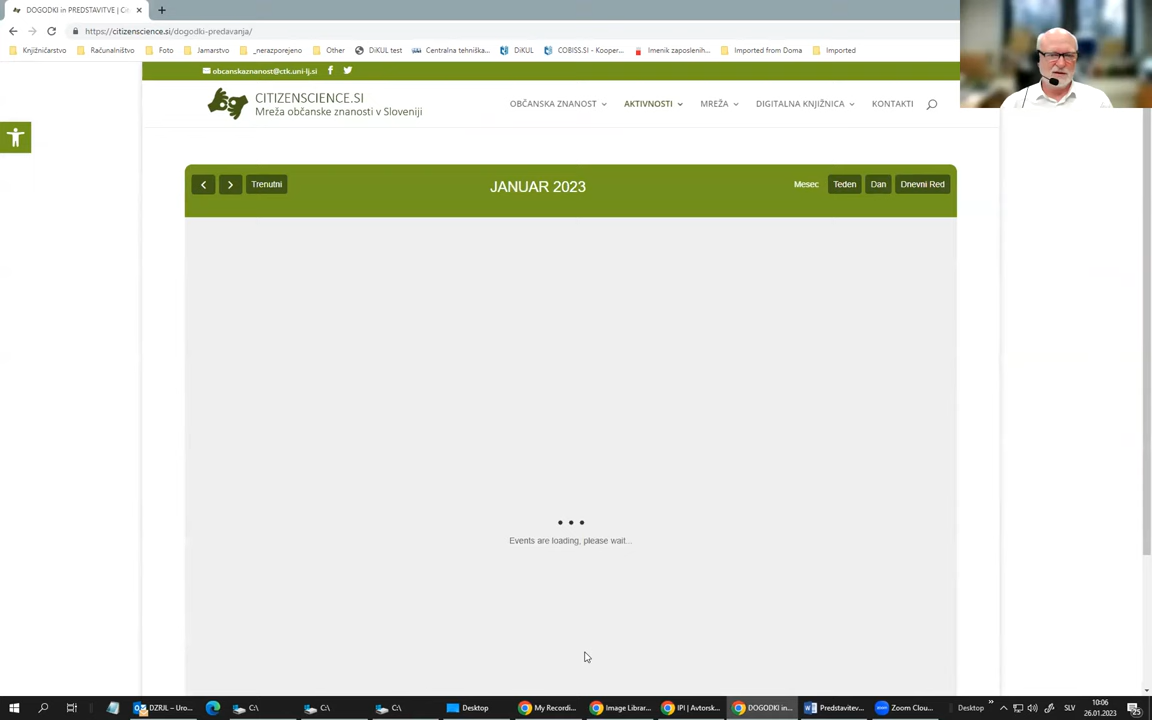 DOGODKI in PREDSTAVITVE | Ci
https://citizenscience.si/dogodki-predavanja/
Knjižničarstvo Računalništvo Foto Jamarstvo _nerazporejeno Other DiKUL test Centralna tehniška... DiKUL COBISS.SI - Kooper... Imenik zaposlenih... Imported from Doma Imported
obcanskaznanost@ctk.uni-lj.si
CITIZENSCIENCE.SI
Mreža občanske znanosti v Sloveniji
OBČANSKA ZNANOST AKTIVNOSTI MREŽA DIGITALNA KNJIŽNICA KONTAKTI
Trenutni JANUAR 2023 Mesec Teden Dan Dnevni Red
Events are loading, please wait...
DZRJL – Uro... C:\ C:\ C:\ Desktop My Recordi... Image Librar... IPI | Avtorsk... DOGODKI in... Predstavitev... Zoom Clou... Desktop SLV 10:06
26.01.2023 25